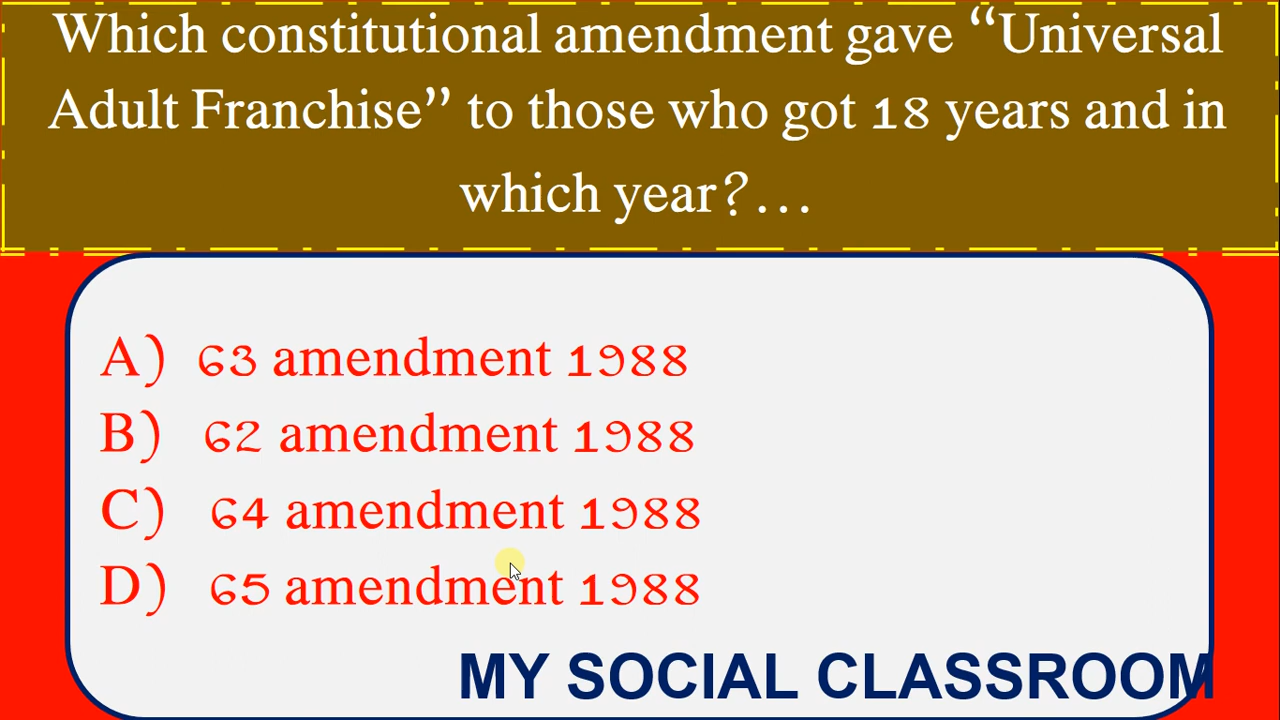 Which constitutional amendment gave “Universal
Adult Franchise” to those who got 18 years and in
which year?...
A) 63 amendment 1988
B) 62 amendment 1988
C) 64 amendment 1988
D) 65 amendment 1988
MY SOCIAL CLASSROOM